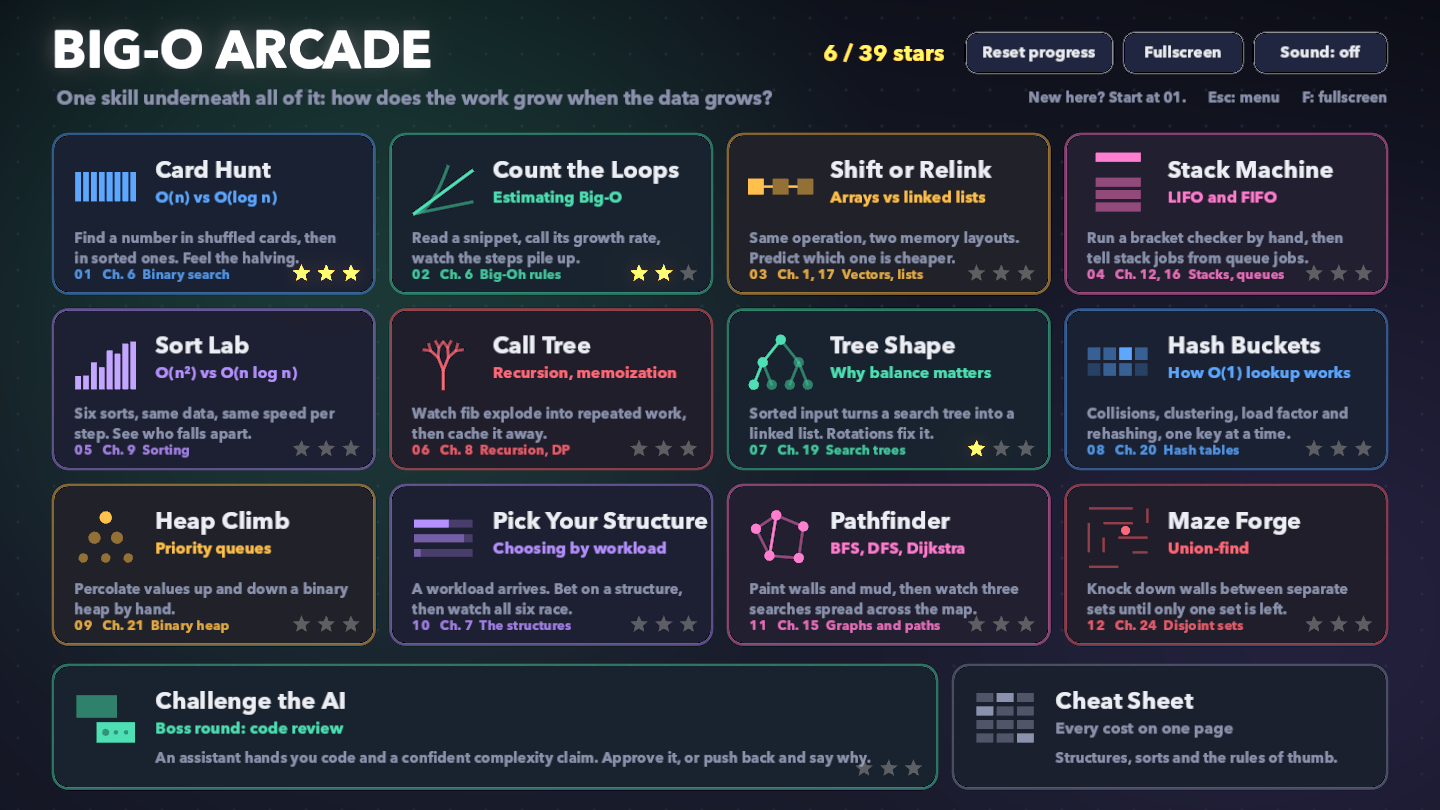 BIG-O ARCADE
6 / 39 stars
Reset progress
Fullscreen
Sound: off
One skill underneath all of it: how does the work grow when the data grows?
New here? Start at 01. Esc: menu F: fullscreen
Card Hunt
O(n) vs O(log n)
Find a number in shuffled cards, then
in sorted ones. Feel the halving.
01 Ch. 6 Binary search
Count the Loops
Estimating Big-O
Read a snippet, call its growth rate,
watch the steps pile up.
02 Ch. 6 Big-Oh rules
Shift or Relink
Arrays vs linked lists
Same operation, two memory layouts.
Predict which one is cheaper.
03 Ch. 1, 17 Vectors, lists
Stack Machine
LIFO and FIFO
Run a bracket checker by hand, then
tell stack jobs from queue jobs.
04 Ch. 12, 16 Stacks, queues
Sort Lab
O(n²) vs O(n log n)
Six sorts, same data, same speed per
step. See who falls apart.
05 Ch. 9 Sorting
Call Tree
Recursion, memoization
Watch fib explode into repeated work,
then cache it away.
06 Ch. 8 Recursion, DP
Tree Shape
Why balance matters
Sorted input turns a search tree into a
linked list. Rotations fix it.
07 Ch. 19 Search trees
Hash Buckets
How O(1) lookup works
Collisions, clustering, load factor and
rehashing, one key at a time.
08 Ch. 20 Hash tables
Heap Climb
Priority queues
Percolate values up and down a binary
heap by hand.
09 Ch. 21 Binary heap
Pick Your Structure
Choosing by workload
A workload arrives. Bet on a structure,
then watch all six race.
10 Ch. 7 The structures
Pathfinder
BFS, DFS, Dijkstra
Paint walls and mud, then watch three
searches spread across the map.
11 Ch. 15 Graphs and paths
Maze Forge
Union-find
Knock down walls between separate
sets until only one set is left.
12 Ch. 24 Disjoint sets
Challenge the AI
Boss round: code review
An assistant hands you code and a confident complexity claim. Approve it, or push back and say why.
Cheat Sheet
Every cost on one page
Structures, sorts and the rules of thumb.